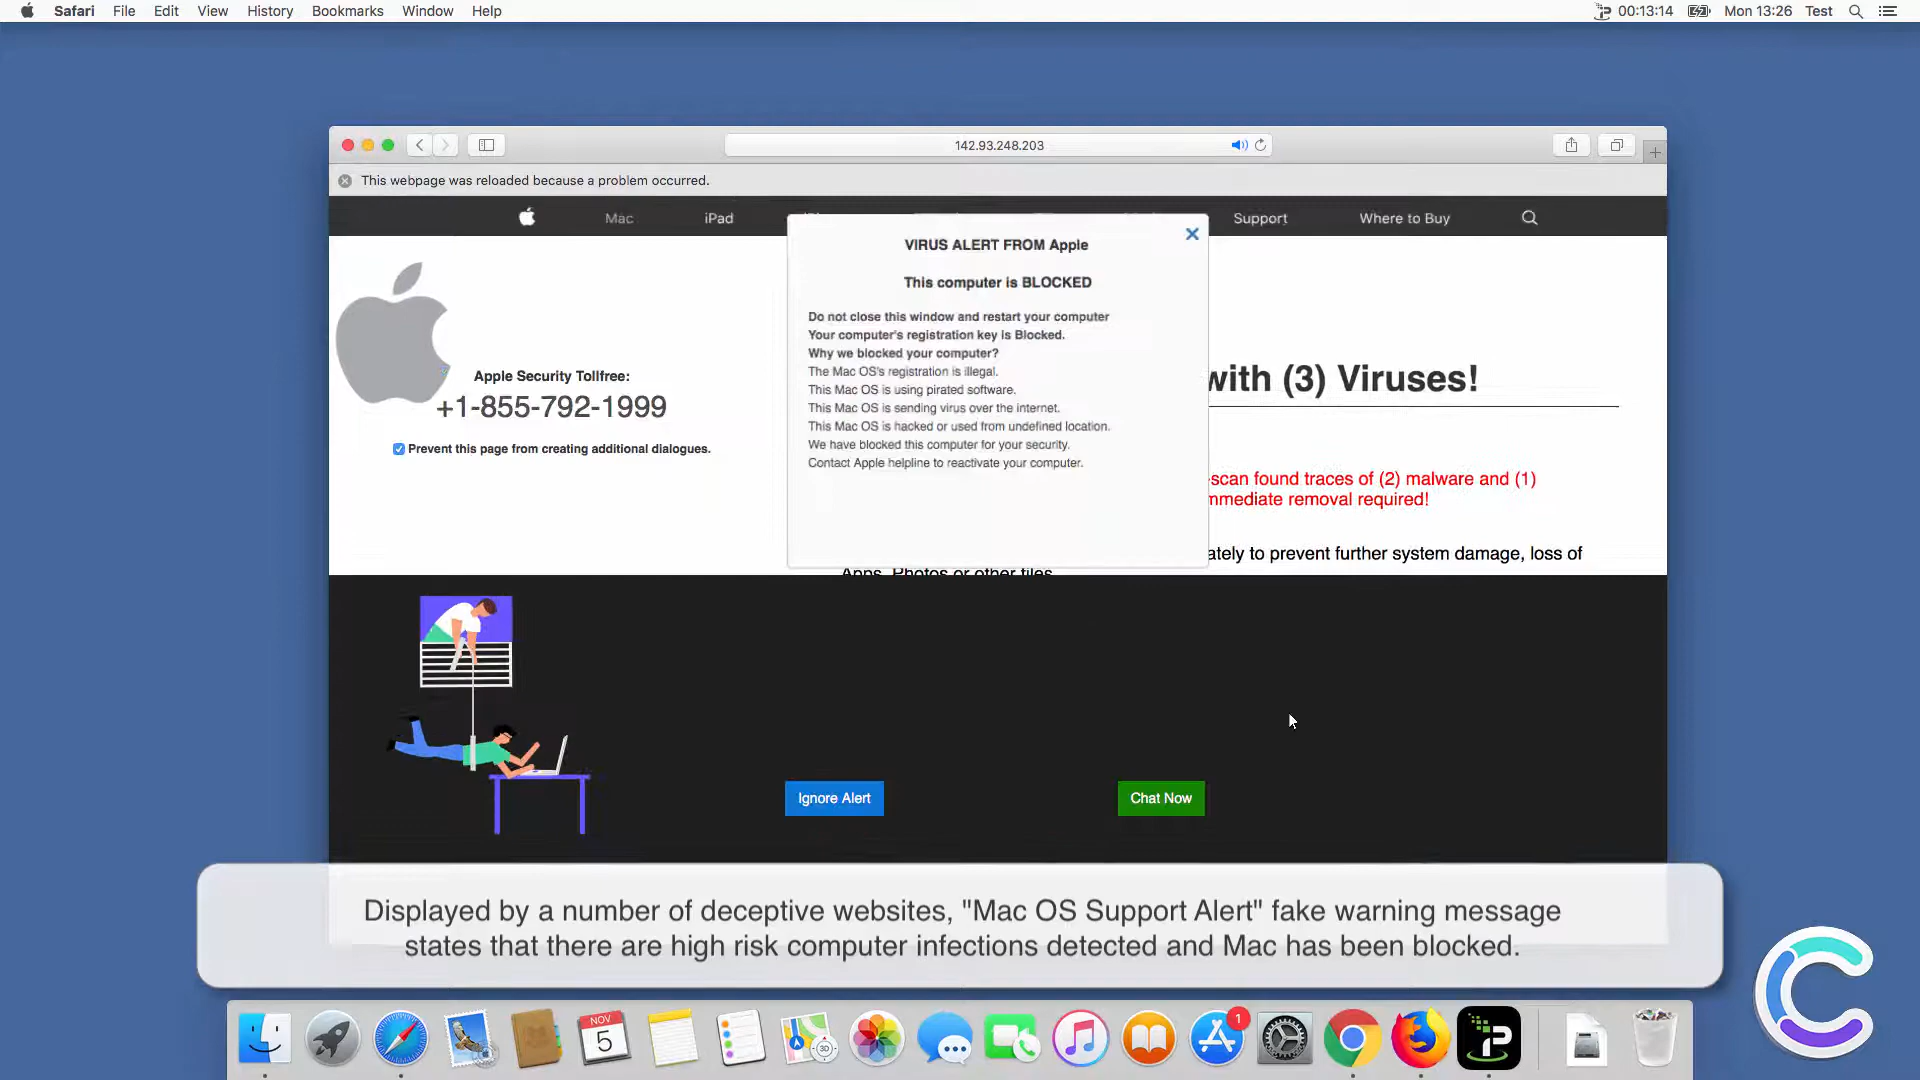 Safari File Edit View History Bookmarks Window Help 00:13:14 Mon 13:26 Test
142.93.248.203
This webpage was reloaded because a problem occurred.
Mac iPad Support Where to Buy
VIRUS ALERT FROM Apple
This computer is BLOCKED
Do not close this window and restart your computer
Your computer's registration key is Blocked.
Why we blocked your computer?
The Mac OS's registration is illegal.
This Mac OS is using pirated software.
This Mac OS is sending virus over the internet.
This Mac OS is hacked or used from undefined location.
We have blocked this computer for your security.
Contact Apple helpline to reactivate your computer.
Apple Security Tollfree:
+1-855-792-1999
Prevent this page from creating additional dialogues.
with (3) Viruses!
-scan found traces of (2) malware and (1)
mmediate removal required!
ately to prevent further system damage, loss of
Apps, Photos or other files
Ignore Alert Chat Now
Displayed by a number of deceptive websites, "Mac OS Support Alert" fake warning message
states that there are high risk computer infections detected and Mac has been blocked.
NOV
5
30
1